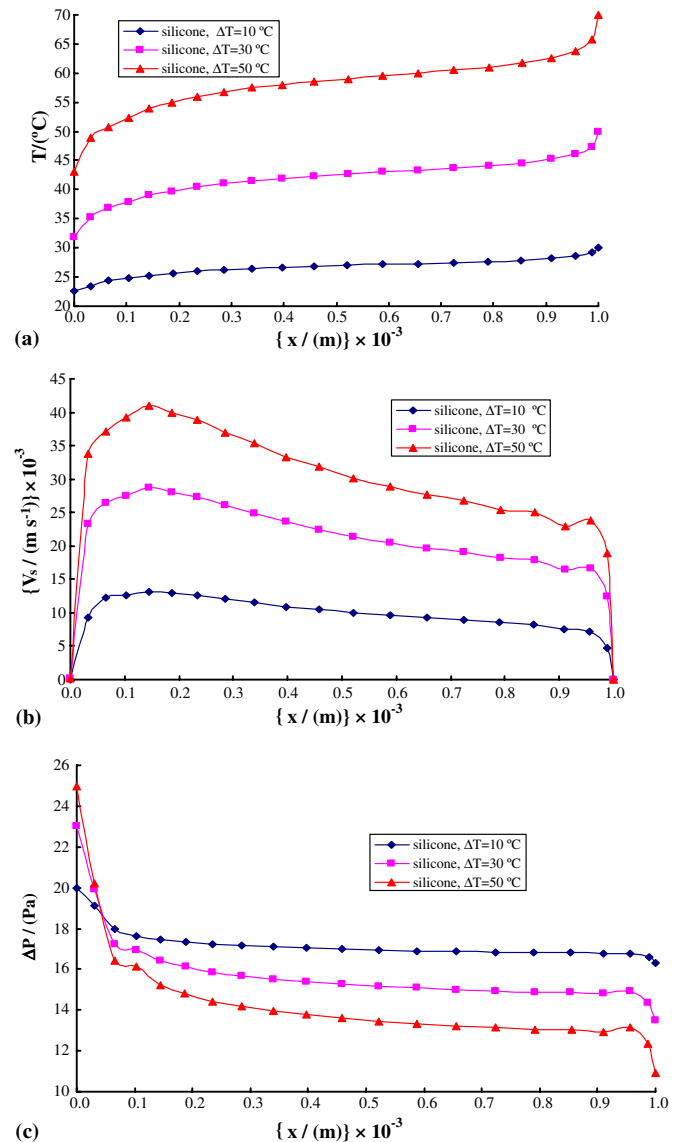 70
65
60
55
50
45
40
35
30
25
20
T/(ºC)
silicone, ΔT=10 ºC
silicone, ΔT=30 ºC
silicone, ΔT=50 ºC
0.0 0.1 0.2 0.3 0.4 0.5 0.6 0.7 0.8 0.9 1.0
(a) { x / (m)} × 10⁻³
45
40
35
30
25
20
15
10
5
0
{Vₛ / (m s⁻¹)} × 10⁻³
silicone, ΔT=10 ºC
silicone, ΔT=30 ºC
silicone, ΔT=50 ºC
0.0 0.1 0.2 0.3 0.4 0.5 0.6 0.7 0.8 0.9 1.0
(b) { x / (m)} × 10⁻³
26
24
22
20
18
16
14
12
10
ΔP / (Pa)
silicone, ΔT=10 ºC
silicone, ΔT=30 ºC
silicone, ΔT=50 ºC
0.0 0.1 0.2 0.3 0.4 0.5 0.6 0.7 0.8 0.9 1.0
(c) { x / (m)} × 10⁻³